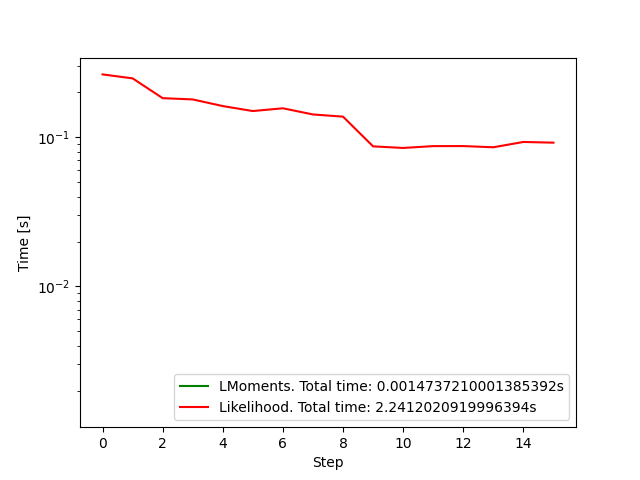 10⁻¹
10⁻²
Time [s]
LMoments. Total time: 0.0014737210001385392s
Likelihood. Total time: 2.2412020919996394s
0 2 4 6 8 10 12 14
Step